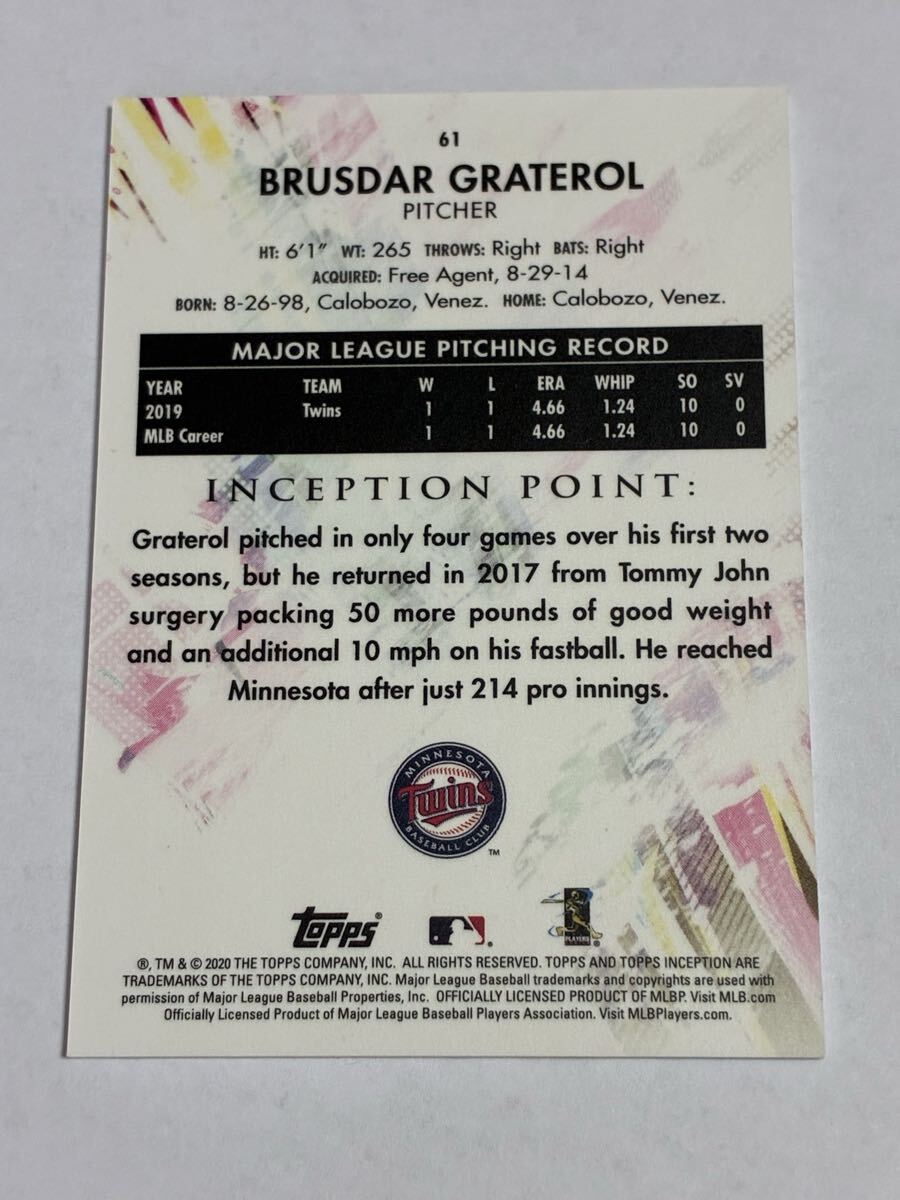 61
BRUSDAR GRATEROL
PITCHER
HT: 6'1" WT: 265 THROWS: Right BATS: Right
ACQUIRED: Free Agent, 8-29-14
BORN: 8-26-98, Calobozo, Venez. HOME: Calobozo, Venez.
MAJOR LEAGUE PITCHING RECORD
YEAR TEAM W L ERA WHIP SO SV
2019 Twins 1 1 4.66 1.24 10 0
MLB Career 1 1 4.66 1.24 10 0
INCEPTION POINT:
Graterol pitched in only four games over his first two
seasons, but he returned in 2017 from Tommy John
surgery packing 50 more pounds of good weight
and an additional 10 mph on his fastball. He reached
Minnesota after just 214 pro innings.
MINNESOTA
Twins
BASEBALL CLUB
™
Topps®
PLAYERS ®
®, TM & © 2020 THE TOPPS COMPANY, INC. ALL RIGHTS RESERVED. TOPPS AND TOPPS INCEPTION ARE
TRADEMARKS OF THE TOPPS COMPANY, INC. Major League Baseball trademarks and copyrights are used with
permission of Major League Baseball Properties, Inc. OFFICIALLY LICENSED PRODUCT OF MLBP. Visit MLB.com
Officially Licensed Product of Major League Baseball Players Association. Visit MLBPlayers.com.